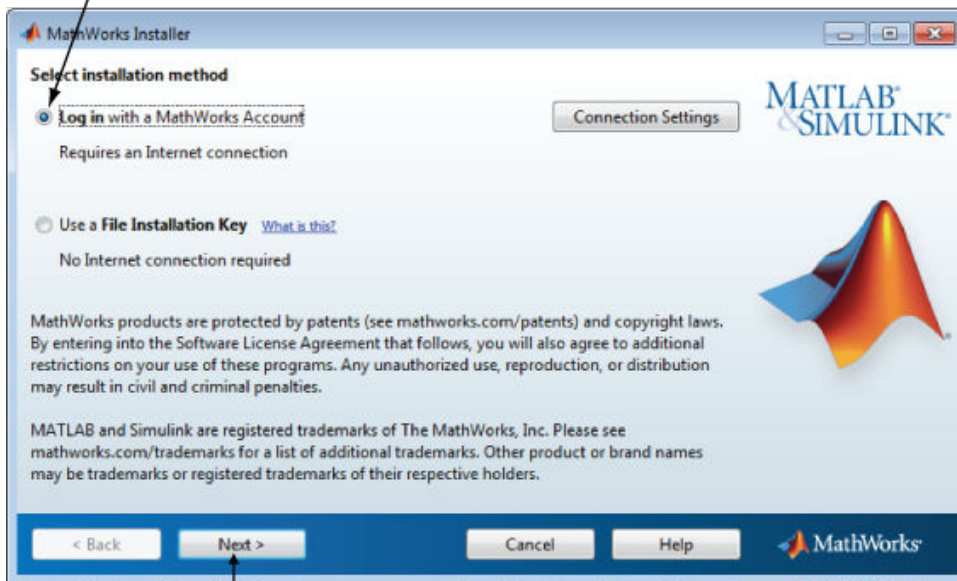 MathWorks Installer
Select installation method
Log in with a MathWorks Account
Connection Settings
Requires an Internet connection
MATLAB®
&SIMULINK®
Use a File Installation Key What is this?
No Internet connection required
MathWorks products are protected by patents (see mathworks.com/patents) and copyright laws.
By entering into the Software License Agreement that follows, you will also agree to additional
restrictions on your use of these programs. Any unauthorized use, reproduction, or distribution
may result in civil and criminal penalties.
MATLAB and Simulink are registered trademarks of The MathWorks, Inc. Please see
mathworks.com/trademarks for a list of additional trademarks. Other product or brand names
may be trademarks or registered trademarks of their respective holders.
< Back
Next >
Cancel
Help
MathWorks®